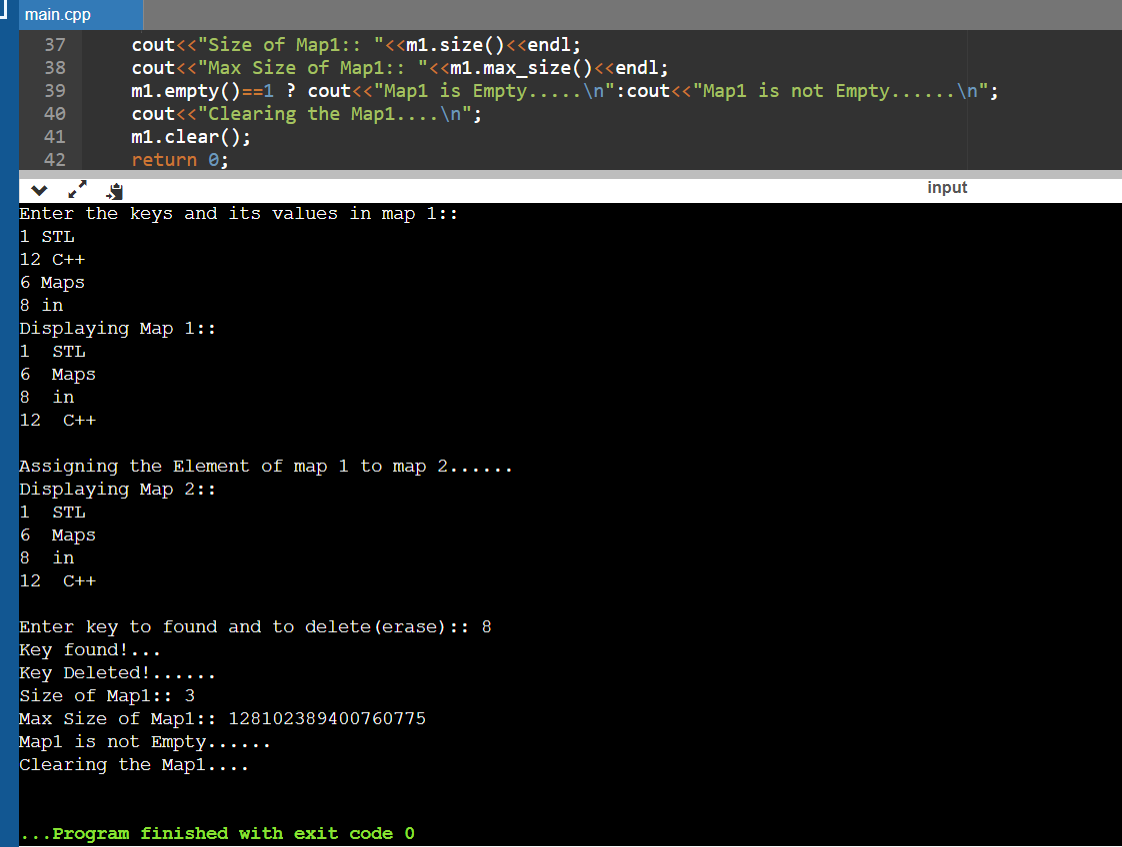 main.cpp
37 cout<<"Size of Map1:: "<<m1.size()<<endl;
38 cout<<"Max Size of Map1:: "<<m1.max_size()<<endl;
39 m1.empty()==1 ? cout<<"Map1 is Empty.....\n":cout<<"Map1 is not Empty......\n";
40 cout<<"Clearing the Map1....\n";
41 m1.clear();
42 return 0;
input
Enter the keys and its values in map 1::
1 STL
12 C++
6 Maps
8 in
Displaying Map 1::
1  STL
6  Maps
8  in
12  C++
Assigning the Element of map 1 to map 2......
Displaying Map 2::
1  STL
6  Maps
8  in
12  C++
Enter key to found and to delete(erase):: 8
Key found!...
Key Deleted!......
Size of Map1:: 3
Max Size of Map1:: 128102389400760775
Map1 is not Empty......
Clearing the Map1....
...Program finished with exit code 0